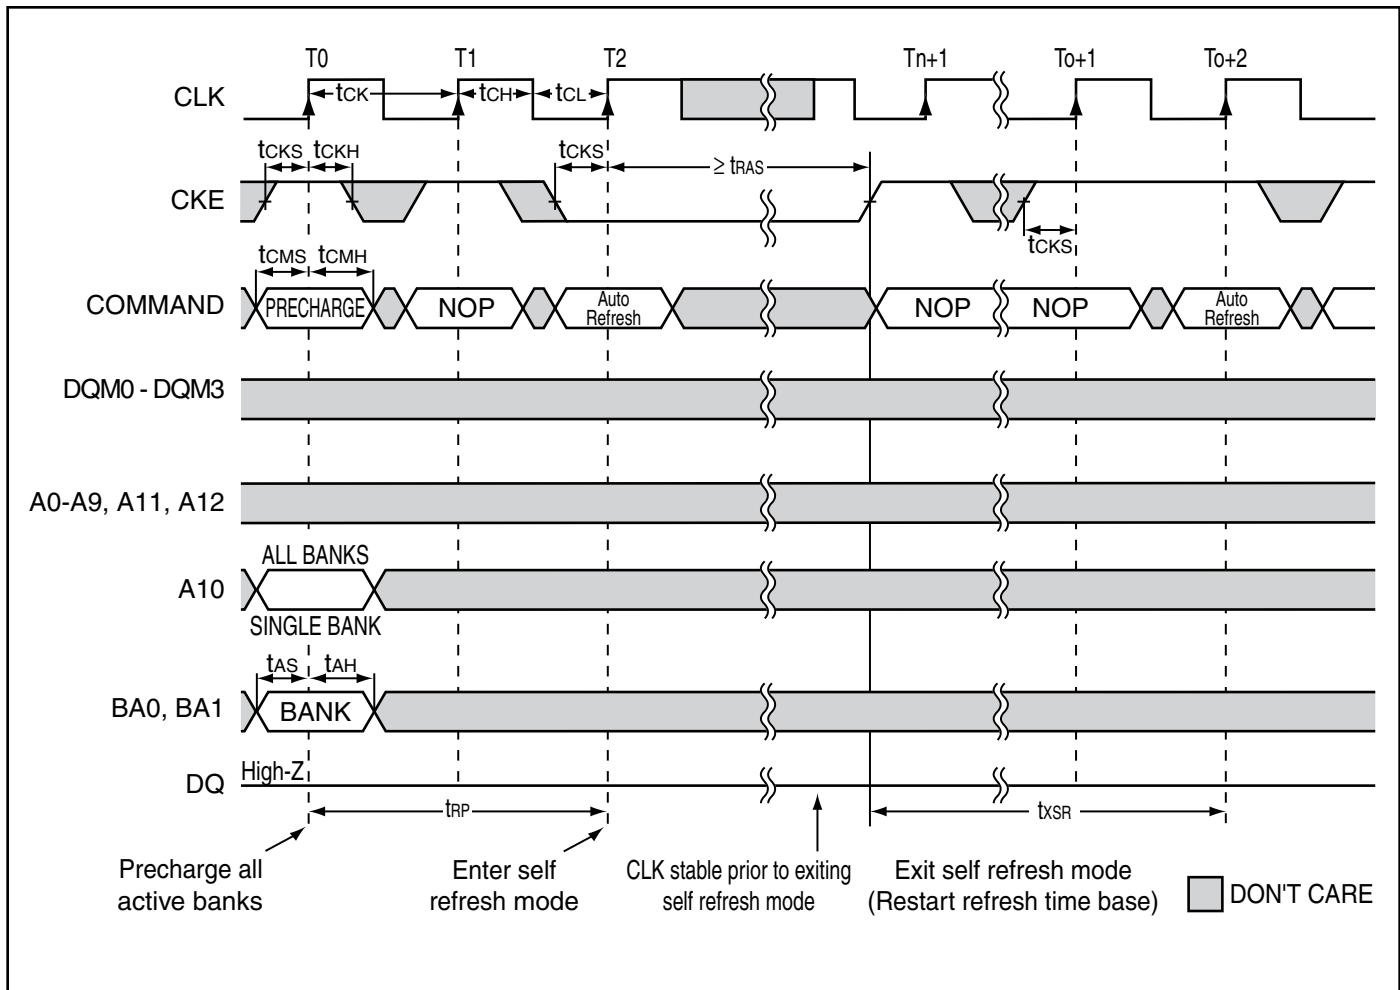 T0 T1 T2 Tn+1 To+1 To+2
CLK tCK tCH tCL
tCKS tCKH tCKS ≥ tRAS
CKE
tCKS
tCMS tCMH
COMMAND PRECHARGE NOP Auto Refresh NOP NOP Auto Refresh
DQM0 - DQM3
A0-A9, A11, A12
ALL BANKS
A10
SINGLE BANK
tAS tAH
BA0, BA1 BANK
DQ High-Z
tRP tXSR
Precharge all
active banks
Enter self
refresh mode
CLK stable prior to exiting
self refresh mode
Exit self refresh mode
(Restart refresh time base)
DON'T CARE